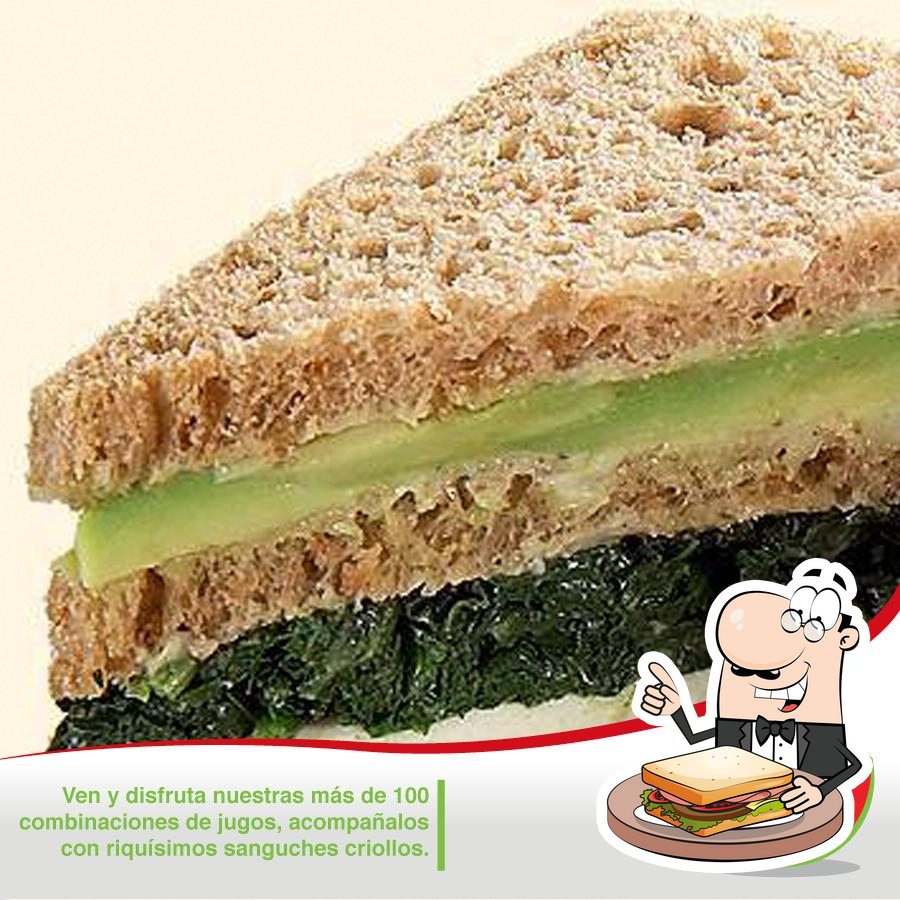 Ven y disfruta nuestras más de 100
combinaciones de jugos, acompañalos
con riquísimos sanguches criollos.